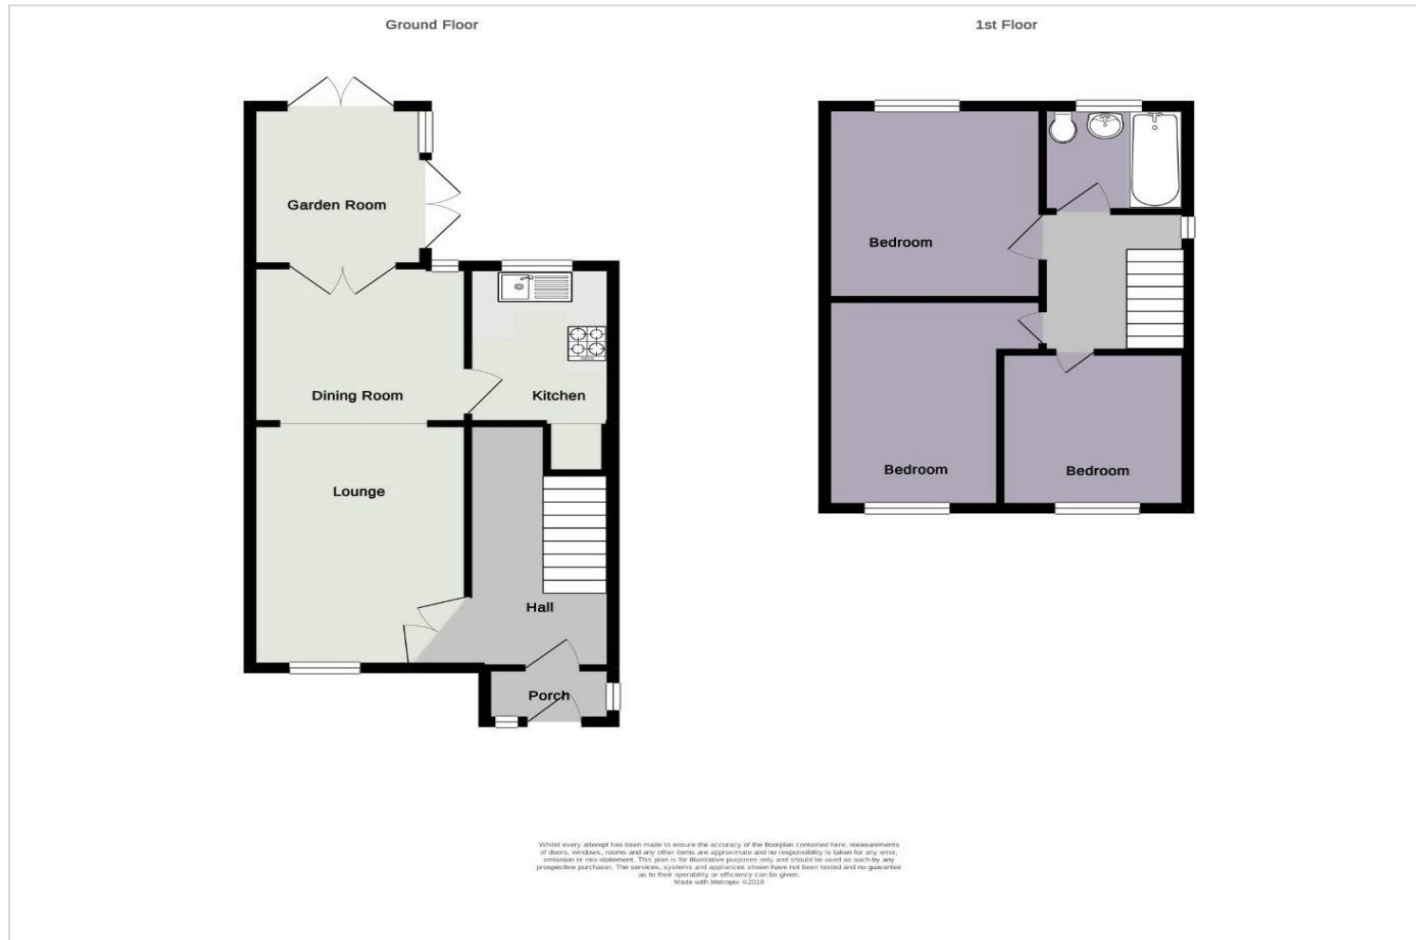 Ground Floor
1st Floor
Garden Room
Dining Room
Kitchen
Lounge
Hall
Porch
Bedroom
Bedroom
Bedroom
Whilst every attempt has been made to ensure the accuracy of the floorplan contained here, measurements
of doors, windows, rooms and any other items are approximate and no responsibility is taken for any error,
omission or mis-statement. This plan is for illustrative purposes only and should be used as such by any
prospective purchaser. The services, systems and appliances shown have not been tested and no guarantee
as to their operability or efficiency can be given.
Made with Metropix ©2019